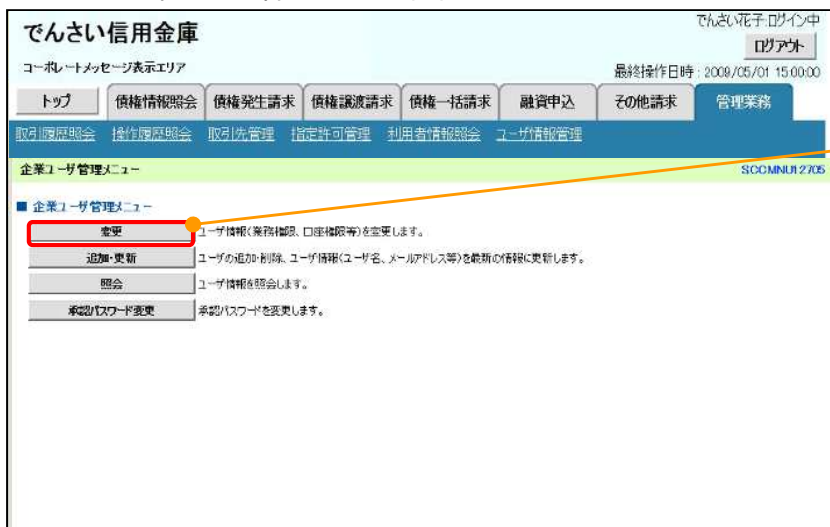 でんさい信用金庫
でんさい花子:ログイン中
ログアウト
コーポレートメッセージ表示エリア
最終操作日時 : 2009/05/01 15:00:00
トップ 債権情報照会 債権発生請求 債権譲渡請求 債権一括請求 融資申込 その他請求 管理業務
取引履歴照会 操作履歴照会 取引先管理 指定許可管理 利用者情報照会 ユーザ情報管理
企業ユーザ管理メニュー SCCMNU12705
■ 企業ユーザ管理メニュー
変更 ユーザ情報(業務権限、口座権限等)を変更します。
追加・更新 ユーザの追加・削除、ユーザ情報(ユーザ名、メールアドレス等)を最新の情報に更新します。
照会 ユーザ情報を照会します。
承認パスワード変更 承認パスワードを変更します。